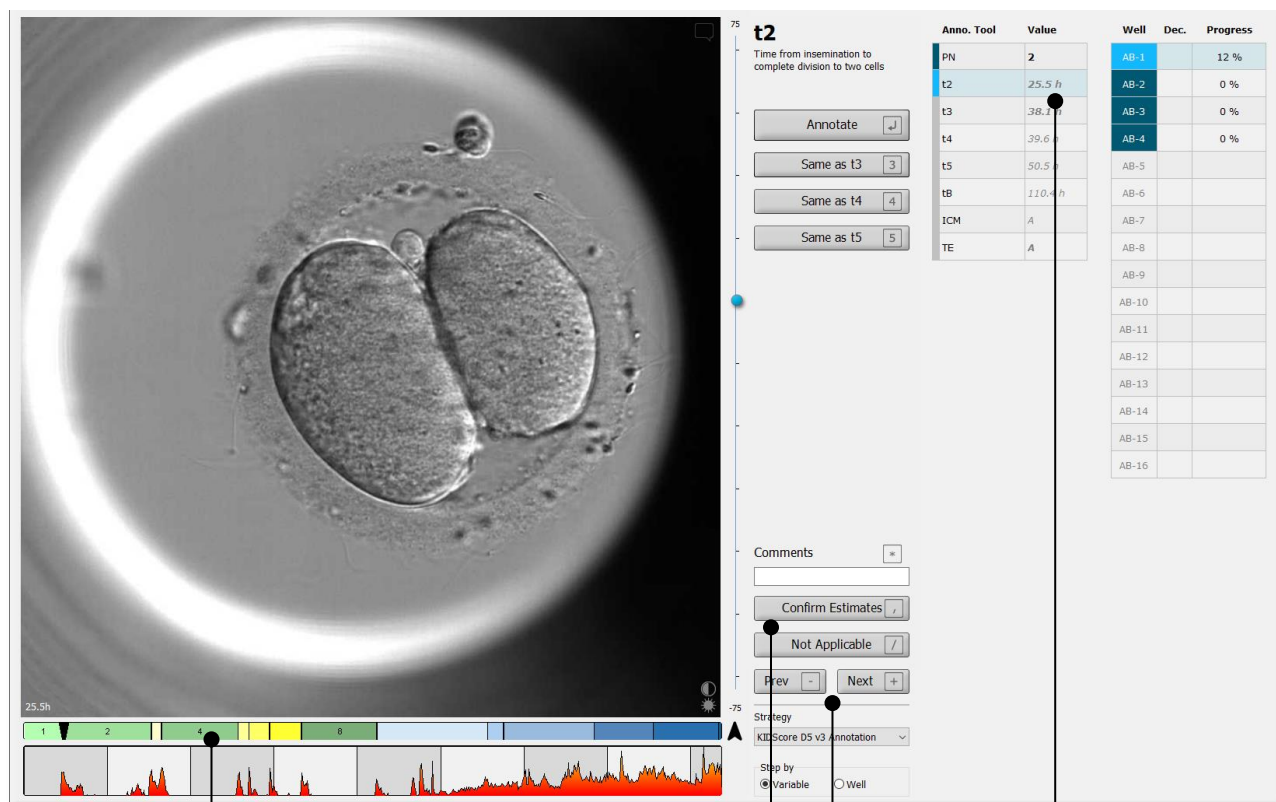 75
t2
Time from insemination to
complete division to two cells
Annotate
Same as t3 3
Same as t4 4
Same as t5 5
Comments *
Confirm Estimates ,
Not Applicable /
Prev - Next +
-75
Strategy
KIDScore D5 v3 Annotation
Step by
Variable Well
25.5h
1 2 4 8
Anno. Tool Value
PN 2
t2 25.5 h
t3 38.1 h
t4 39.6 h
t5 50.5 h
tB 110.4 h
ICM A
TE A
Well Dec. Progress
AB-1 12 %
AB-2 0 %
AB-3 0 %
AB-4 0 %
AB-5
AB-6
AB-7
AB-8
AB-9
AB-10
AB-11
AB-12
AB-13
AB-14
AB-15
AB-16